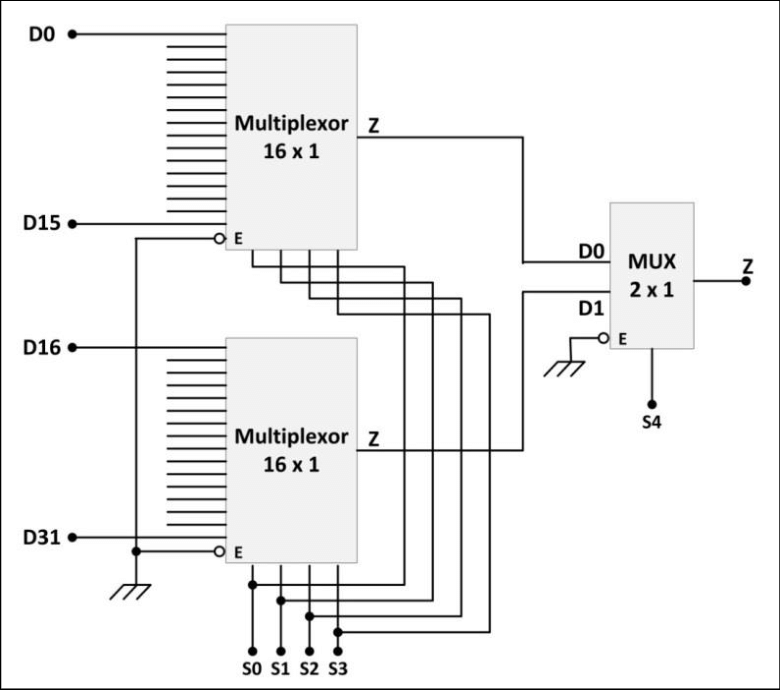 D0
Multiplexor
16 x 1
Z
D15
E
D0
MUX
2 x 1
Z
D1
E
S4
D16
Multiplexor
16 x 1
Z
D31
E
S0 S1 S2 S3